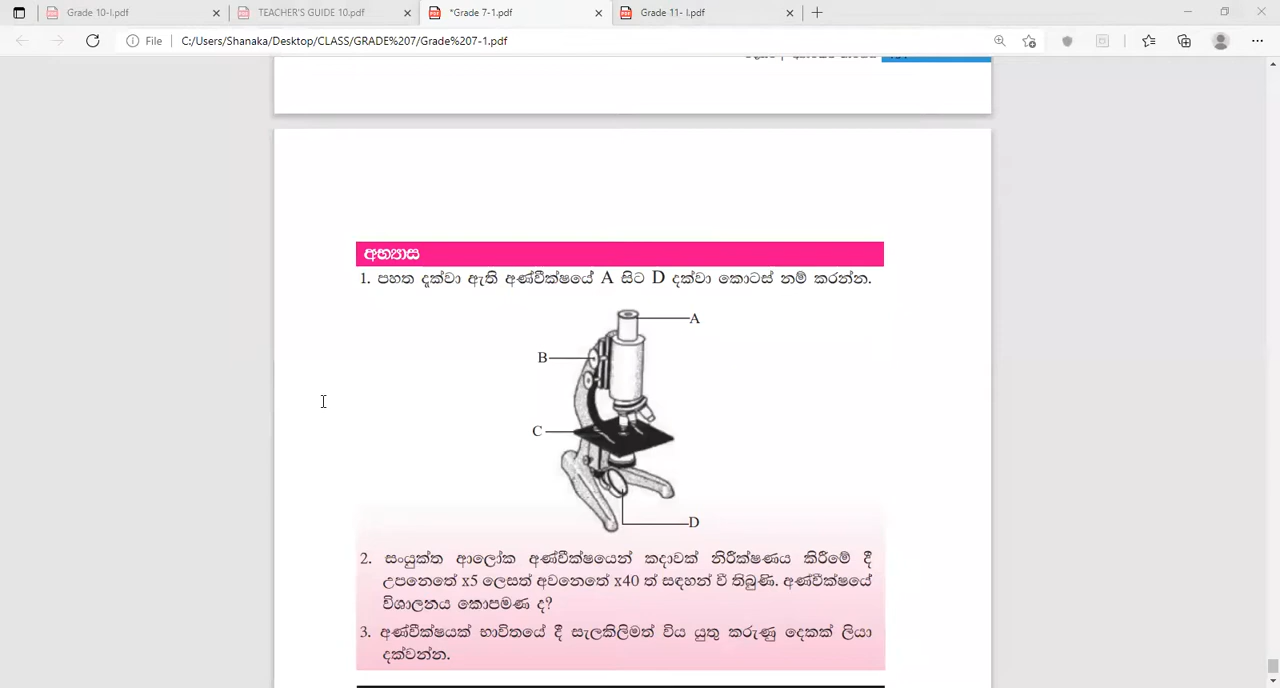 Grade 10-I.pdf
TEACHER'S GUIDE 10.pdf
*Grade 7-1.pdf
Grade 11- I.pdf
File
C:/Users/Shanaka/Desktop/CLASS/GRADE%207/Grade%207-1.pdf
අභ්‍යාස
1. පහත දැක්වා ඇති අණ්වීක්ෂයේ A සිට D දක්වා කොටස් නම් කරන්න.
A
B
C
D
2. සංයුක්ත ආලෝක අණ්වීක්ෂයෙන් කදාවක් නිරීක්ෂණය කිරීමේ දී
උපනෙතේ x5 ලෙසත් අවනෙතේ x40 ත් සඳහන් වී තිබුණි. අණ්වීක්ෂයේ
විශාලනය කොපමණ ද?
3. අණ්වීක්ෂයක් භාවිතයේ දී සැලකිලිමත් විය යුතු කරුණු දෙකක් ලියා
දක්වන්න.